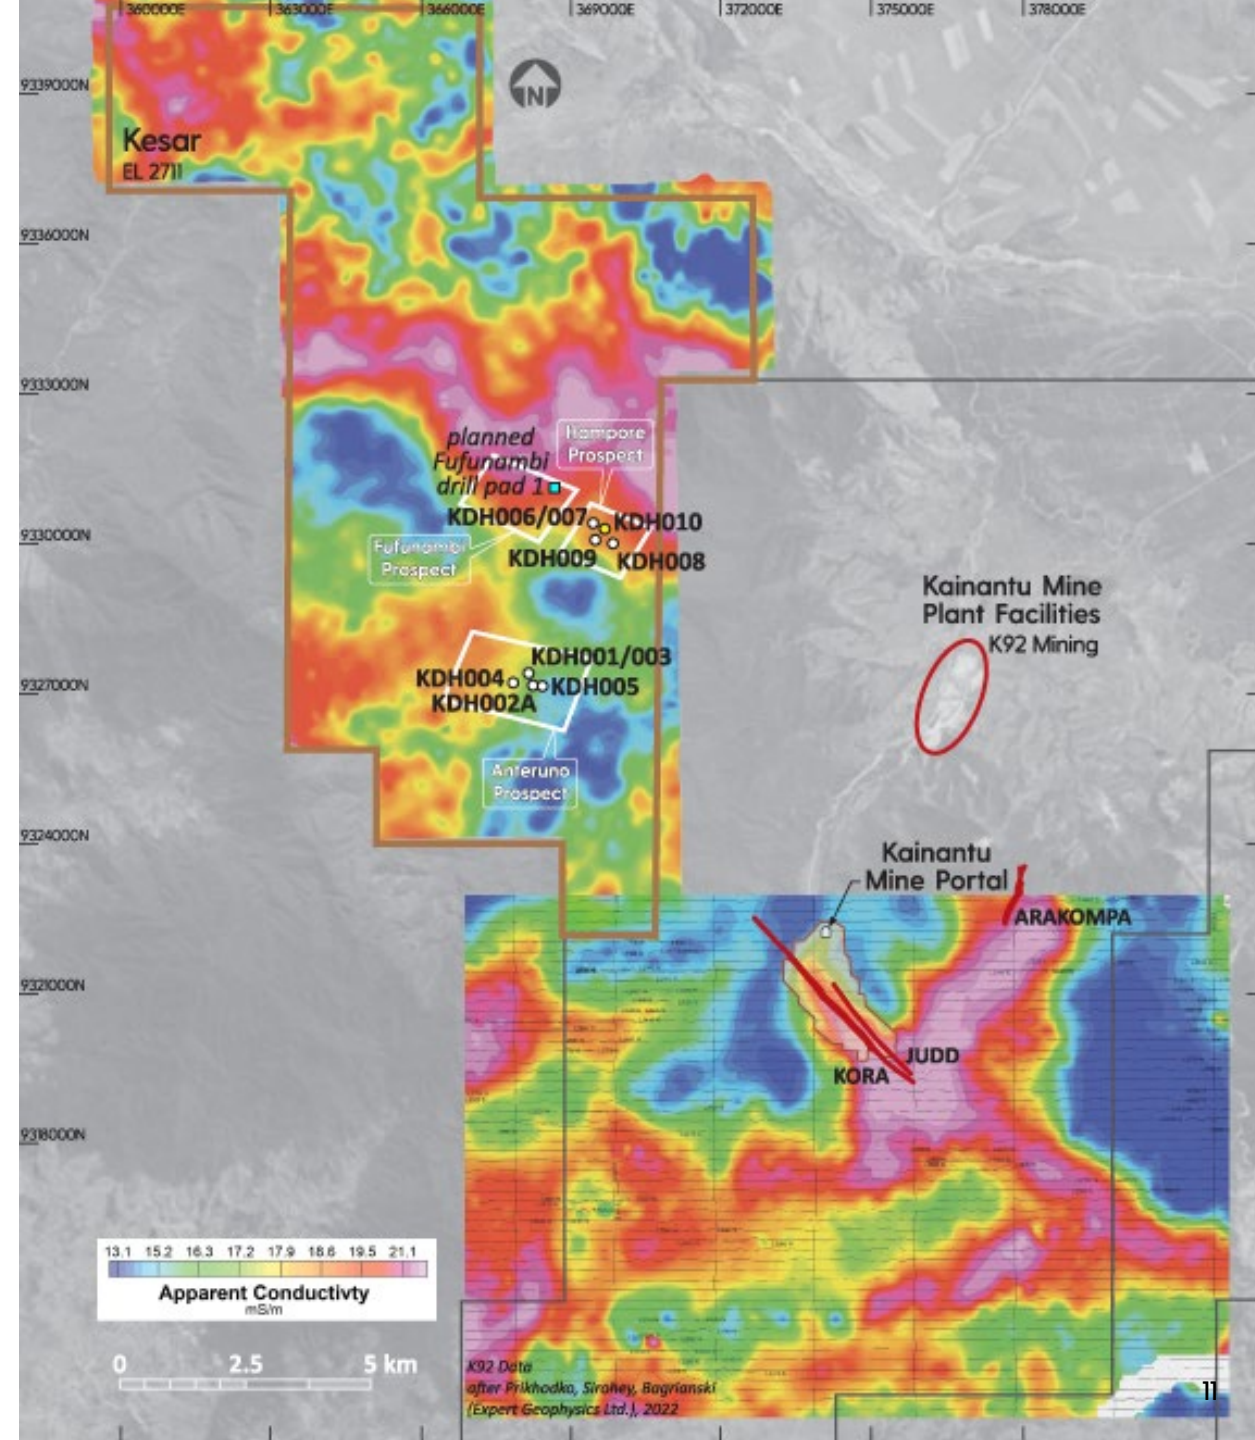 360000E
363000E
366000E
369000E
372000E
375000E
378000E
9339000N
N
Kesar
EL 2711
9336000N
9333000N
planned
Fufunambi
drill pad 1
Hampore
Prospect
KDH006/007
KDH010
9330000N
Fufunambi
Prospect
KDH009
KDH008
Kainantu Mine
Plant Facilities
K92 Mining
KDH001/003
KDH004
KDH005
9327000N
KDH002A
Anteruno
Prospect
9324000N
Kainantu
Mine Portal
ARAKOMPA
9321000N
JUDD
KORA
9318000N
13.1 15.2 16.3 17.2 17.9 18.6 19.5 21.1
Apparent Conductivty
mS/m
0 2.5 5 km
K92 Data
after Prikhodko, Sirohey, Bagrianski
(Expert Geophysics Ltd.), 2022
11